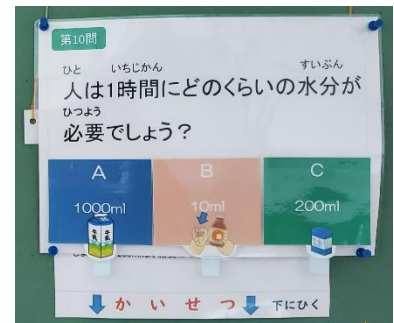 第10問
ひと いちじかん すいぶん
人は1時間にどのくらいの水分が
ひつよう
必要でしょう？
A B C
1000ml 10ml 200ml
かいせつ 下にひく